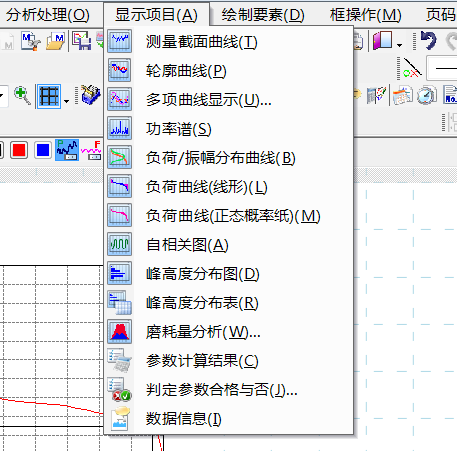 分析处理(O) 显示项目(A) 绘制要素(D) 框操作(M) 页码
测量截面曲线(T)
轮廓曲线(P)
多项曲线显示(U)...
功率谱(S)
负荷/振幅分布曲线(B)
负荷曲线(线形)(L)
负荷曲线(正态概率纸)(M)
自相关图(A)
峰高度分布图(D)
峰高度分布表(R)
磨耗量分析(W)...
参数计算结果(C)
判定参数合格与否(J)...
数据信息(I)